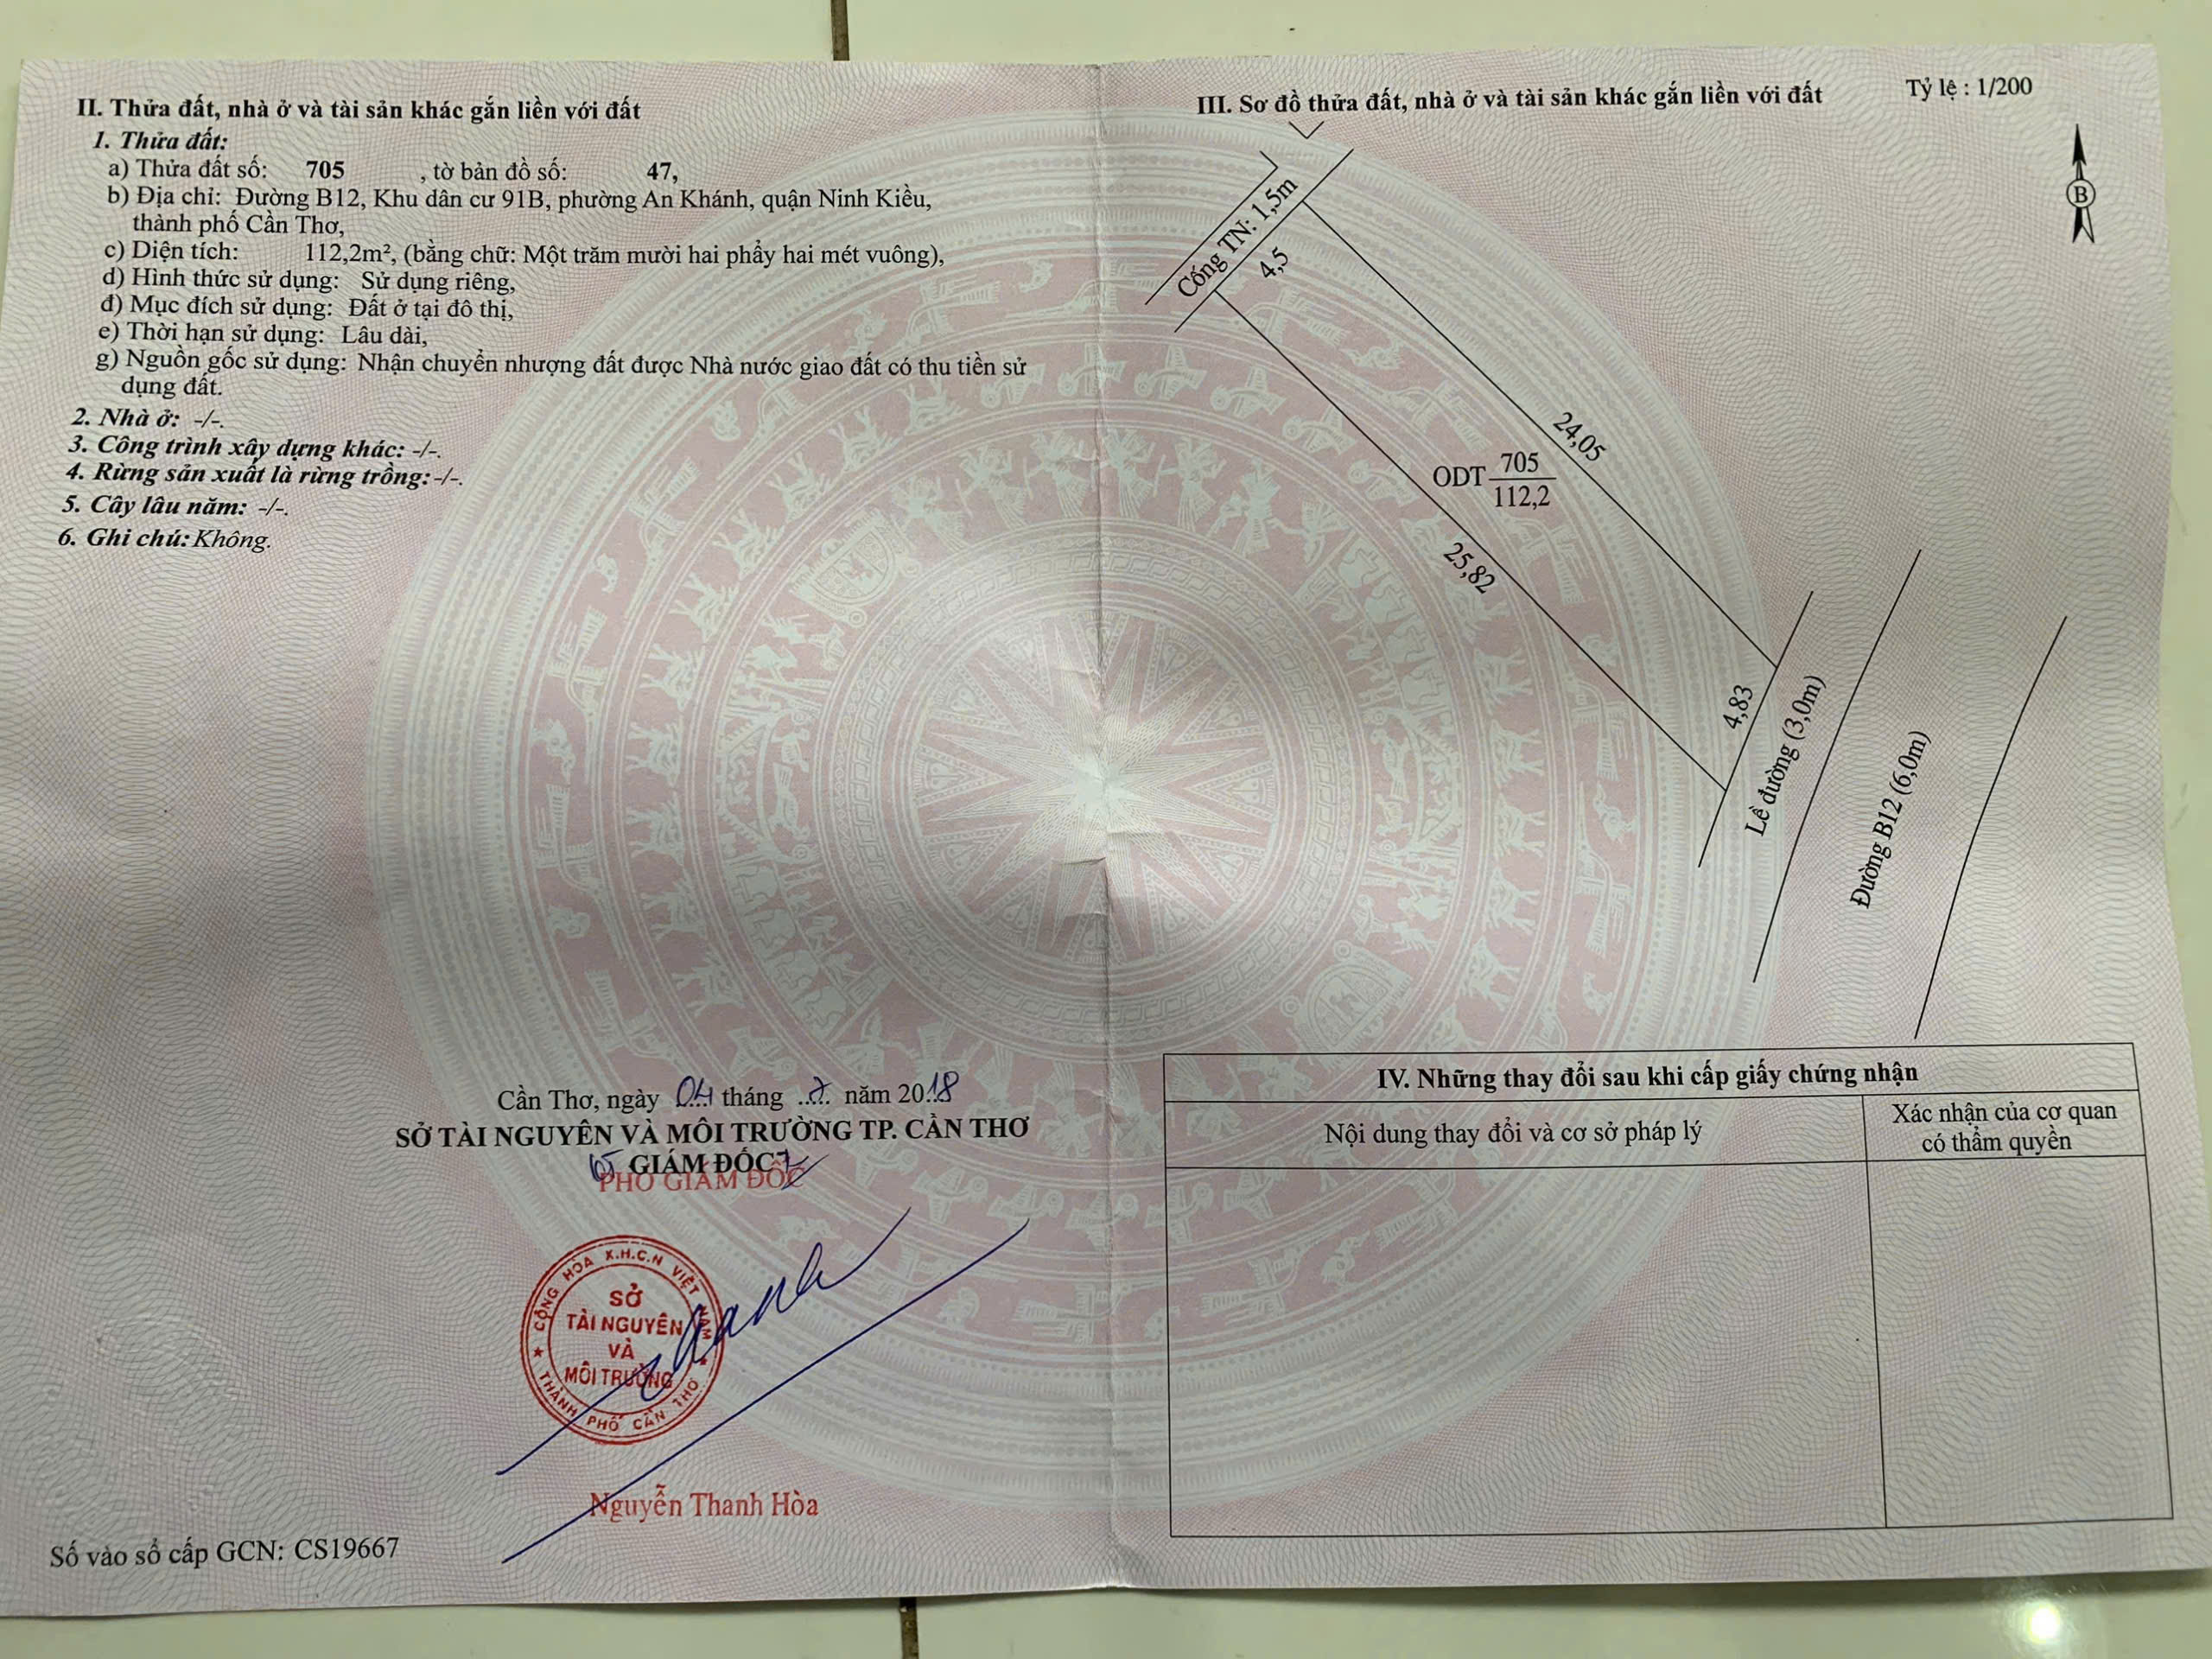 II. Thửa đất, nhà ở và tài sản khác gắn liền với đất
1. Thửa đất:
a) Thửa đất số: 705 , tờ bản đồ số: 47,
b) Địa chỉ: Đường B12, Khu dân cư 91B, phường An Khánh, quận Ninh Kiều,
thành phố Cần Thơ,
c) Diện tích: 112,2m², (bằng chữ: Một trăm mười hai phẩy hai mét vuông),
d) Hình thức sử dụng: Sử dụng riêng,
đ) Mục đích sử dụng: Đất ở tại đô thị,
e) Thời hạn sử dụng: Lâu dài,
g) Nguồn gốc sử dụng: Nhận chuyển nhượng đất được Nhà nước giao đất có thu tiền sử
dụng đất.
2. Nhà ở: -/-.
3. Công trình xây dựng khác: -/-.
4. Rừng sản xuất là rừng trồng: -/-.
5. Cây lâu năm: -/-.
6. Ghi chú: Không.
Cần Thơ, ngày 04 tháng 7 năm 2018
SỞ TÀI NGUYÊN VÀ MÔI TRƯỜNG TP. CẦN THƠ
GIÁM ĐỐC
PHÓ GIÁM ĐỐC
CỘNG HÒA X.H.C.N VIỆT NAM
SỞ
TÀI NGUYÊN
VÀ
MÔI TRƯỜNG
THÀNH PHỐ CẦN THƠ
Nguyễn Thanh Hòa
Số vào sổ cấp GCN: CS19667
III. Sơ đồ thửa đất, nhà ở và tài sản khác gắn liền với đất
Tỷ lệ : 1/200
B
Cống TN: 1,5m
4,5
24,05
ODT 705
112,2
25,82
4,83
Lề đường (3,0m)
Đường B12 (6,0m)
IV. Những thay đổi sau khi cấp giấy chứng nhận
Nội dung thay đổi và cơ sở pháp lý
Xác nhận của cơ quan
có thẩm quyền